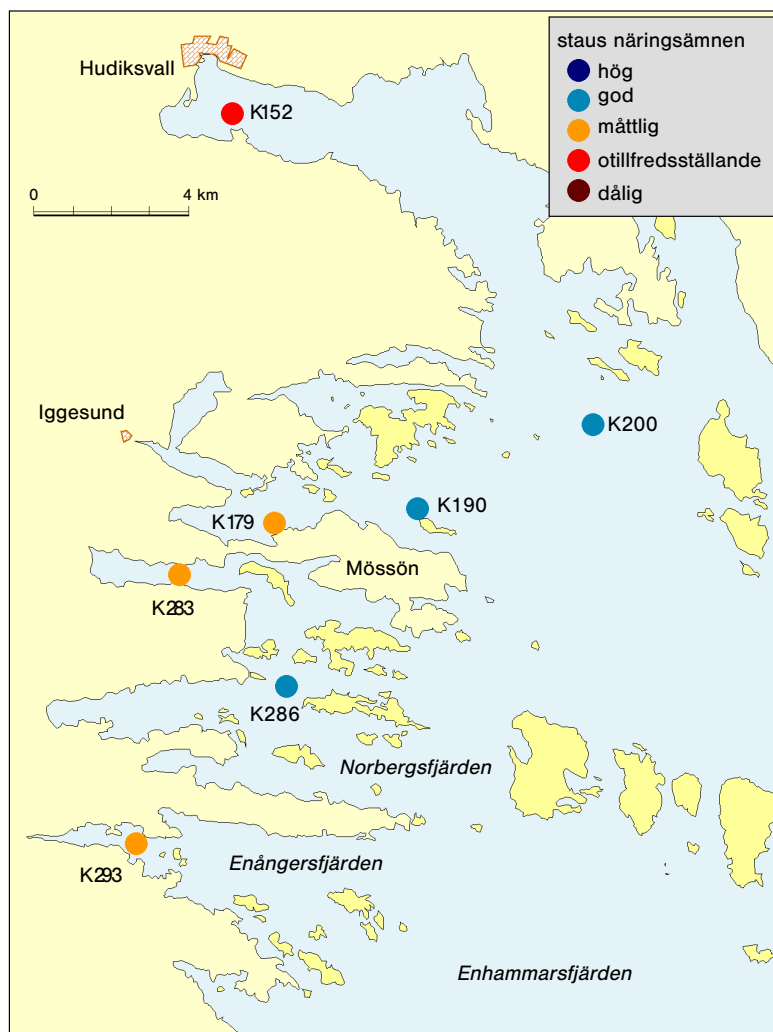 staus näringsämnen
hög
god
måttlig
otillfredsställande
dålig
Hudiksvall
K152
0 4 km
Iggesund
K200
K190
K179
Mössön
K283
K286
Norbergsfjärden
K293
Enångersfjärden
Enhammarsfjärden